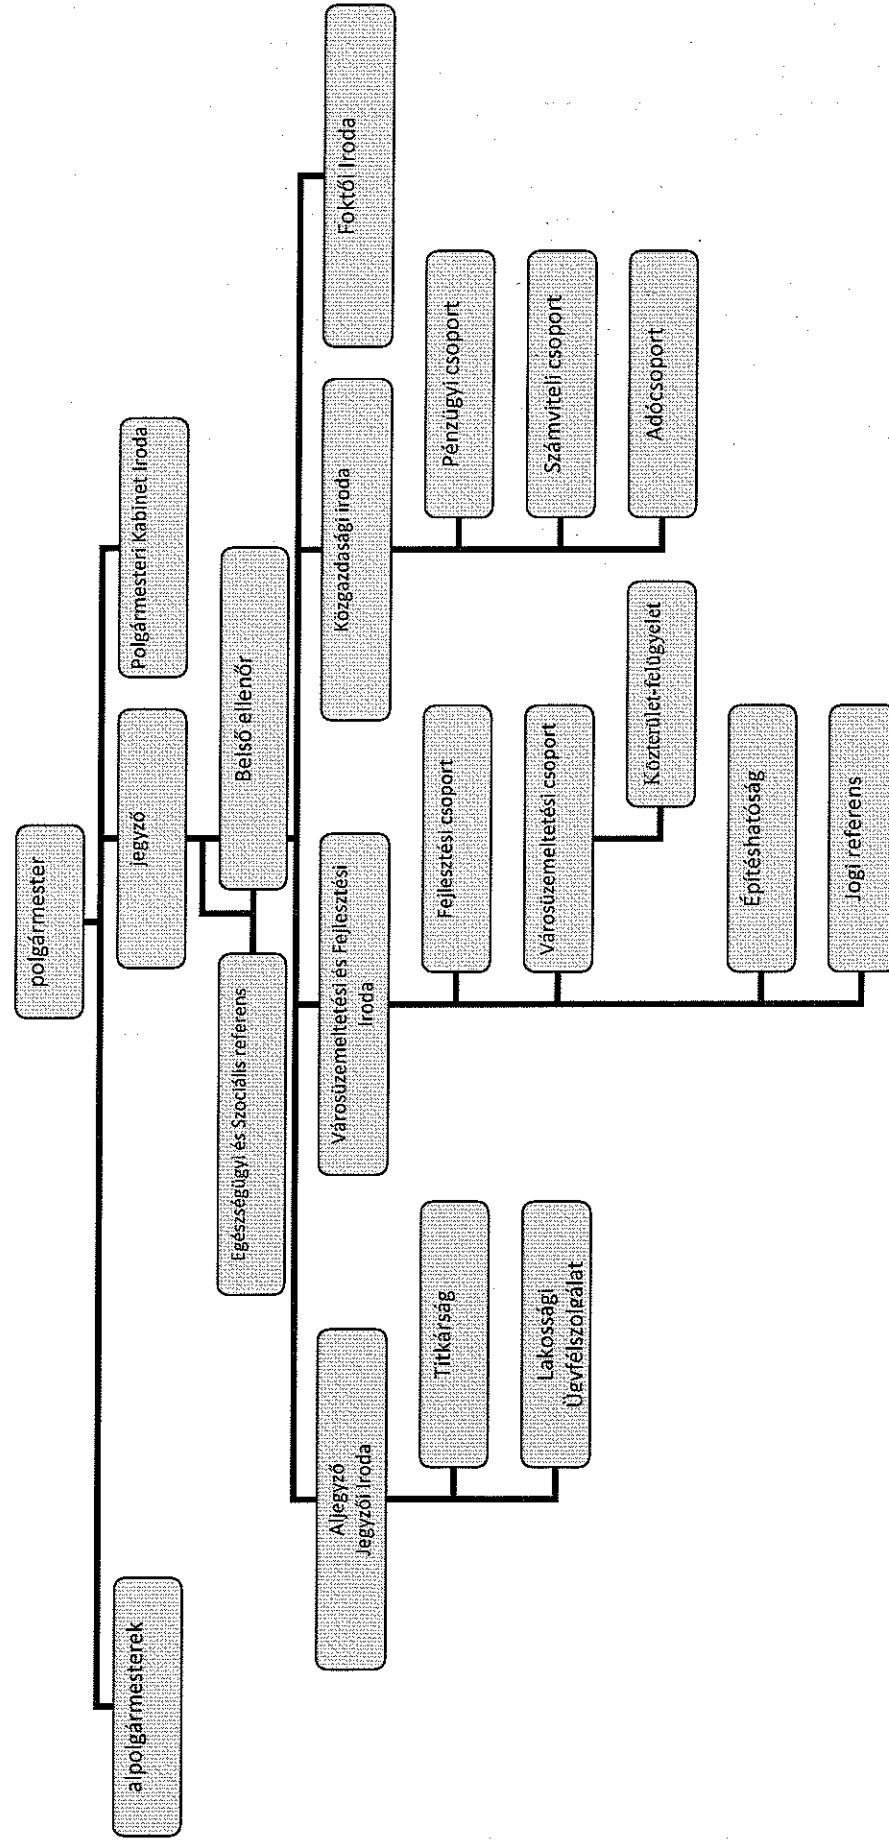 polgármester
alpolgármesterek
jegyző
Polgármesteri Kabinet Iroda
Egészségügyi és Szociális referens
Belső ellenőr
Aljegyző
Jegyzői Iroda
Városüzemeltetési és Fejlesztési
Iroda
Közgazdasági iroda
Foktői Iroda
Titkárság
Lakossági
Ügyfélszolgálat
Fejlesztési csoport
Városüzemeltetési csoport
Közterület-felügyelet
Építéshatóság
Jogi referens
Pénzügyi csoport
Számviteli csoport
Adócsoport